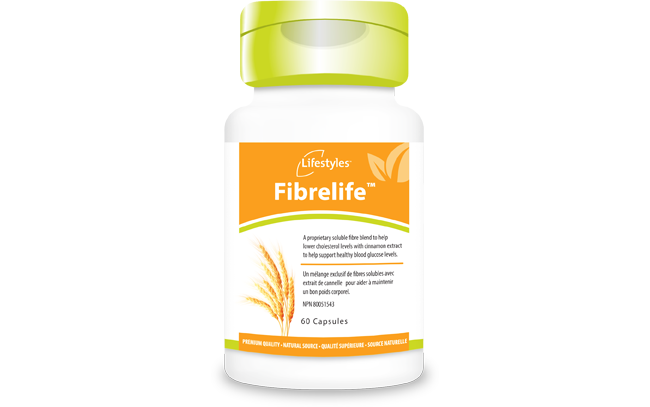 Lifestyles
Fibrelife™
A proprietary soluble fibre blend to help
lower cholesterol levels with cinnamon extract
to help support healthy blood glucose levels.
Un mélange exclusif de fibres solubles avec
extrait de cannelle pour aider à maintenir
un bon poids corporel.
NPN 80051543
60 Capsules
PREMIUM QUALITY • NATURAL SOURCE • QUALITÉ SUPÉRIEURE • SOURCE NATURELLE